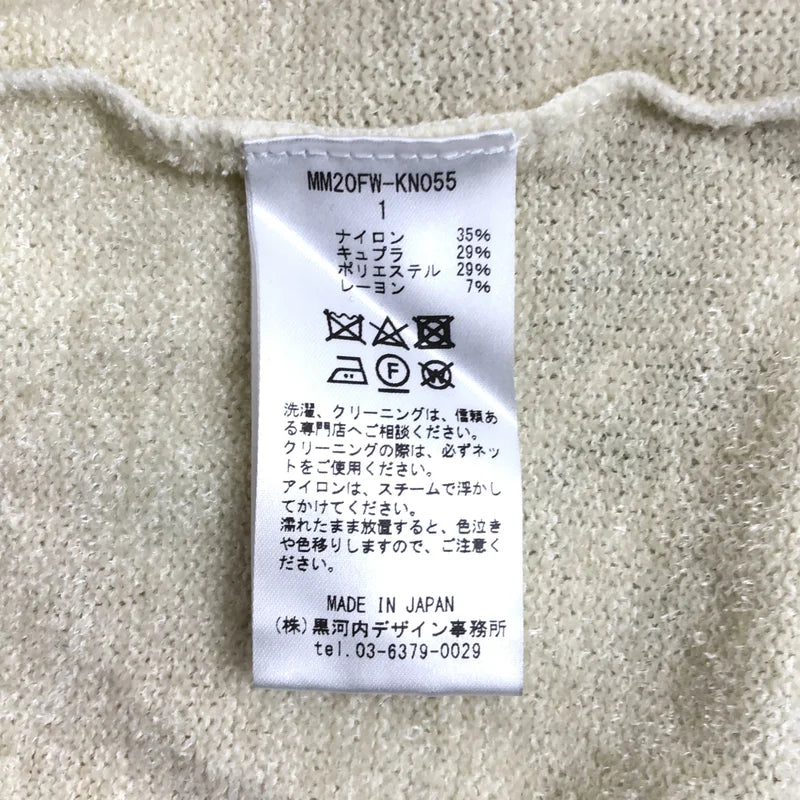 MM20FW-KN055
1
ナイロン 35%
キュプラ 29%
ポリエステル 29%
レーヨン 7%
F
W
洗濯、クリーニングは、信頼あ
る専門店へご相談ください。
クリーニングの際は、必ずネッ
トをご使用ください。
アイロンは、スチームで浮かし
てかけてください。
濡れたまま放置すると、色泣き
や色移りしますので、ご注意く
ださい。
MADE IN JAPAN
(株)黒河内デザイン事務所
tel.03-6379-0029